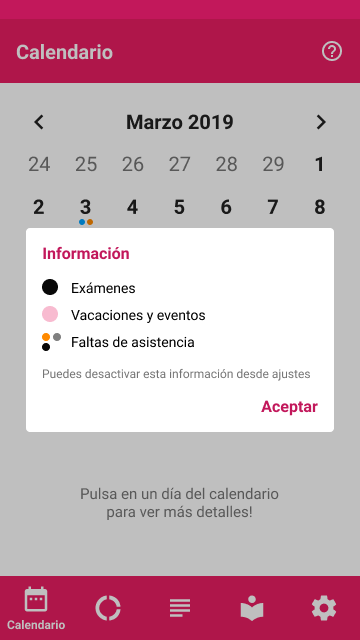 Calendario
Marzo 2019
24 25 26 27 28 29 1
2 3 4 5 6 7 8
Información
Exámenes
Vacaciones y eventos
Faltas de asistencia
Puedes desactivar esta información desde ajustes
Aceptar
Pulsa en un día del calendario
para ver más detalles!
Calendario